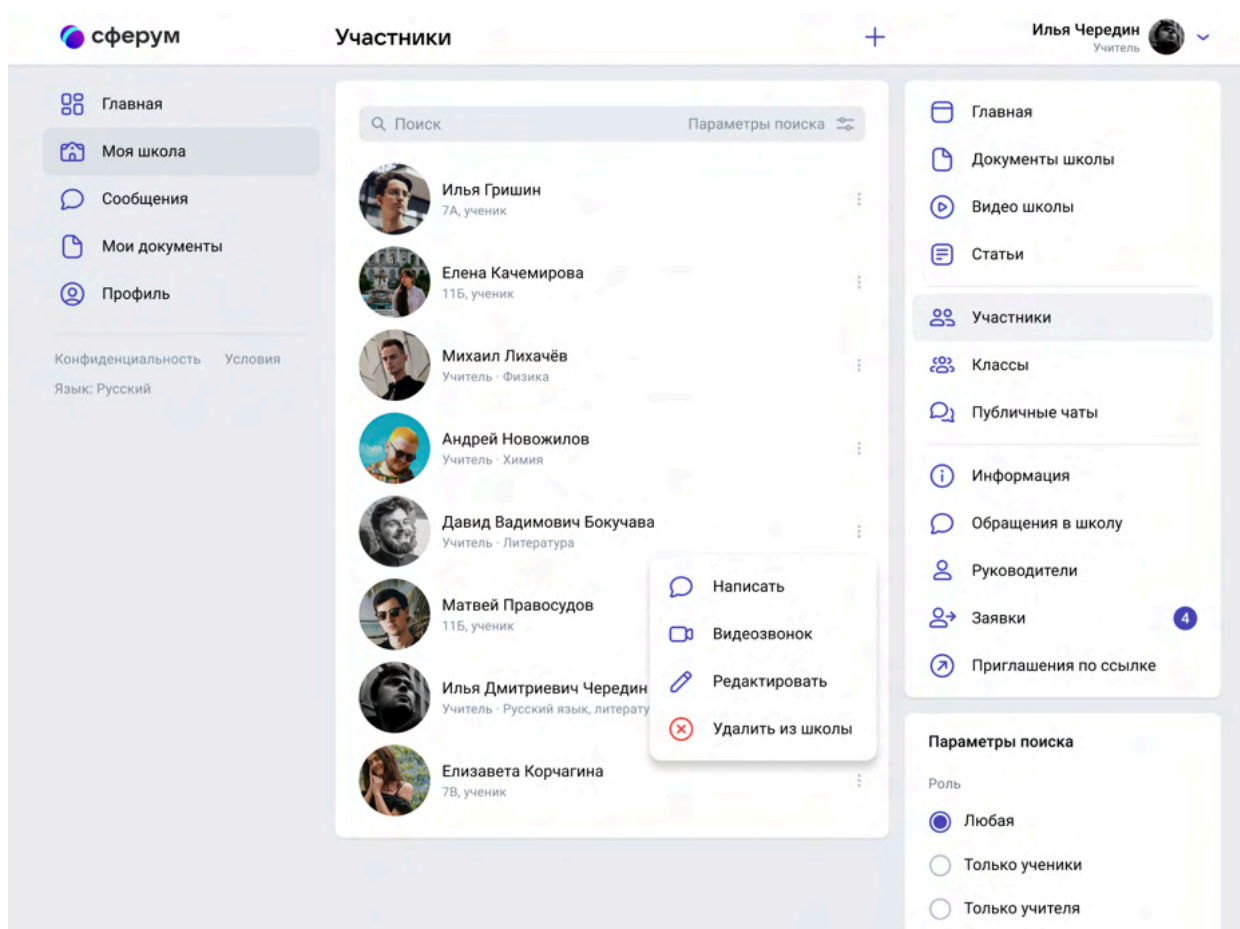 сферум
Участники
Илья Чередин
Учитель
Главная
Моя школа
Сообщения
Мои документы
Профиль
Конфиденциальность Условия
Язык: Русский
Поиск
Параметры поиска
Илья Гришин
7А, ученик
Елена Качемирова
11Б, ученик
Михаил Лихачёв
Учитель · Физика
Андрей Новожилов
Учитель · Химия
Давид Вадимович Бокучава
Учитель · Литература
Матвей Правосудов
11Б, ученик
Илья Дмитриевич Чередин
Учитель · Русский язык, литерату
Елизавета Корчагина
7В, ученик
Написать
Видеозвонок
Редактировать
Удалить из школы
Главная
Документы школы
Видео школы
Статьи
Участники
Классы
Публичные чаты
Информация
Обращения в школу
Руководители
Заявки 4
Приглашения по ссылке
Параметры поиска
Роль
Любая
Только ученики
Только учителя